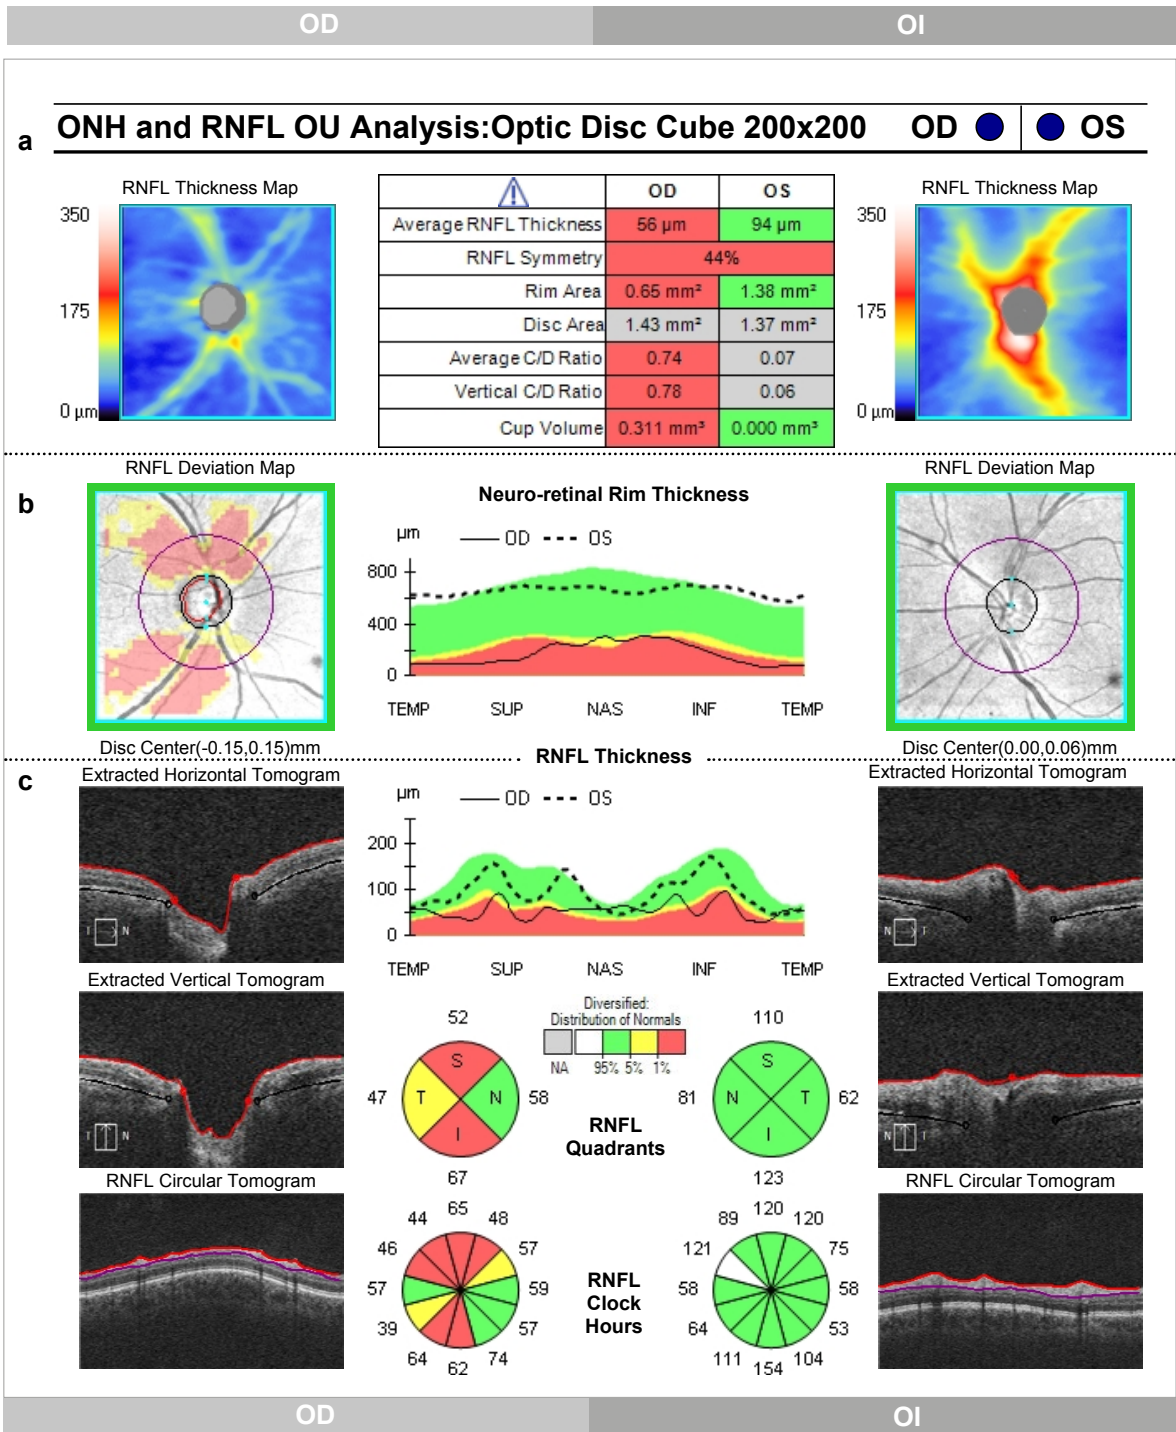 OD OI
a ONH and RNFL OU Analysis:Optic Disc Cube 200x200 OD OS
RNFL Thickness Map
350
175
0 µm
OD OS
Average RNFL Thickness 56 µm 94 µm
RNFL Symmetry 44%
Rim Area 0.65 mm² 1.38 mm²
Disc Area 1.43 mm² 1.37 mm²
Average C/D Ratio 0.74 0.07
Vertical C/D Ratio 0.78 0.06
Cup Volume 0.311 mm³ 0.000 mm³
RNFL Thickness Map
350
175
0 µm
b
RNFL Deviation Map
Disc Center(-0.15,0.15)mm
Neuro-retinal Rim Thickness
µm OD OS
800
400
0
TEMP SUP NAS INF TEMP
RNFL Deviation Map
Disc Center(0.00,0.06)mm
c
RNFL Thickness
µm OD OS
200
100
0
TEMP SUP NAS INF TEMP
Extracted Horizontal Tomogram
T N
Extracted Vertical Tomogram
T N
RNFL Circular Tomogram
Diversified:
Distribution of Normals
NA 95% 5% 1%
52
S
47 T N 58
I
67
RNFL
Quadrants
110
S
81 N T 62
I
123
65
44 48
46 57
57 59
39 57
64 74
62
RNFL
Clock
Hours
120
89 120
121 75
58 58
64 53
111 104
154
Extracted Horizontal Tomogram
N T
Extracted Vertical Tomogram
N T
RNFL Circular Tomogram
OD OI